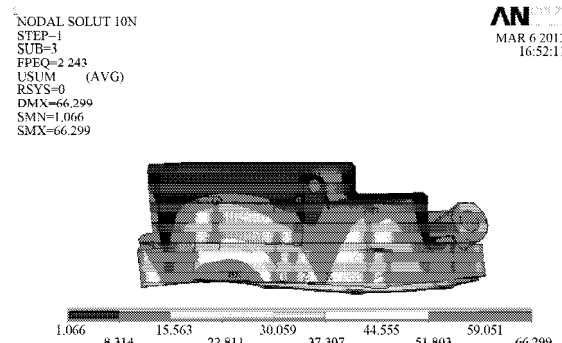 NODAL SOLUT 10N
STEP=1
SUB=3
FPEQ=2 243
USUM (AVG)
RSYS=0
DMX=66.299
SMN=1.066
SMX=66.299
AN
MAR 6 201
16:52:1
1.066 15.563 30.059 44.555 59.051
8.314 22.811 37.307 51.803 66.299